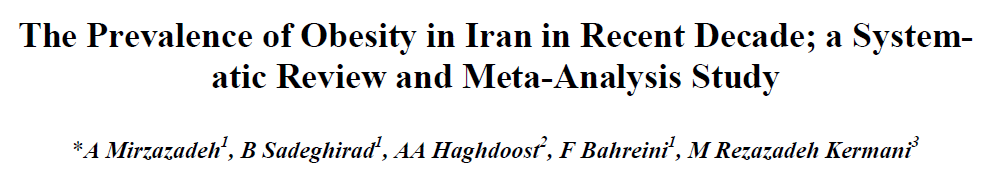 The Prevalence of Obesity in Iran in Recent Decade; a System-
atic Review and Meta-Analysis Study
*A Mirzazadeh1, B Sadeghirad1, AA Haghdoost2, F Bahreini1, M Rezazadeh Kermani3